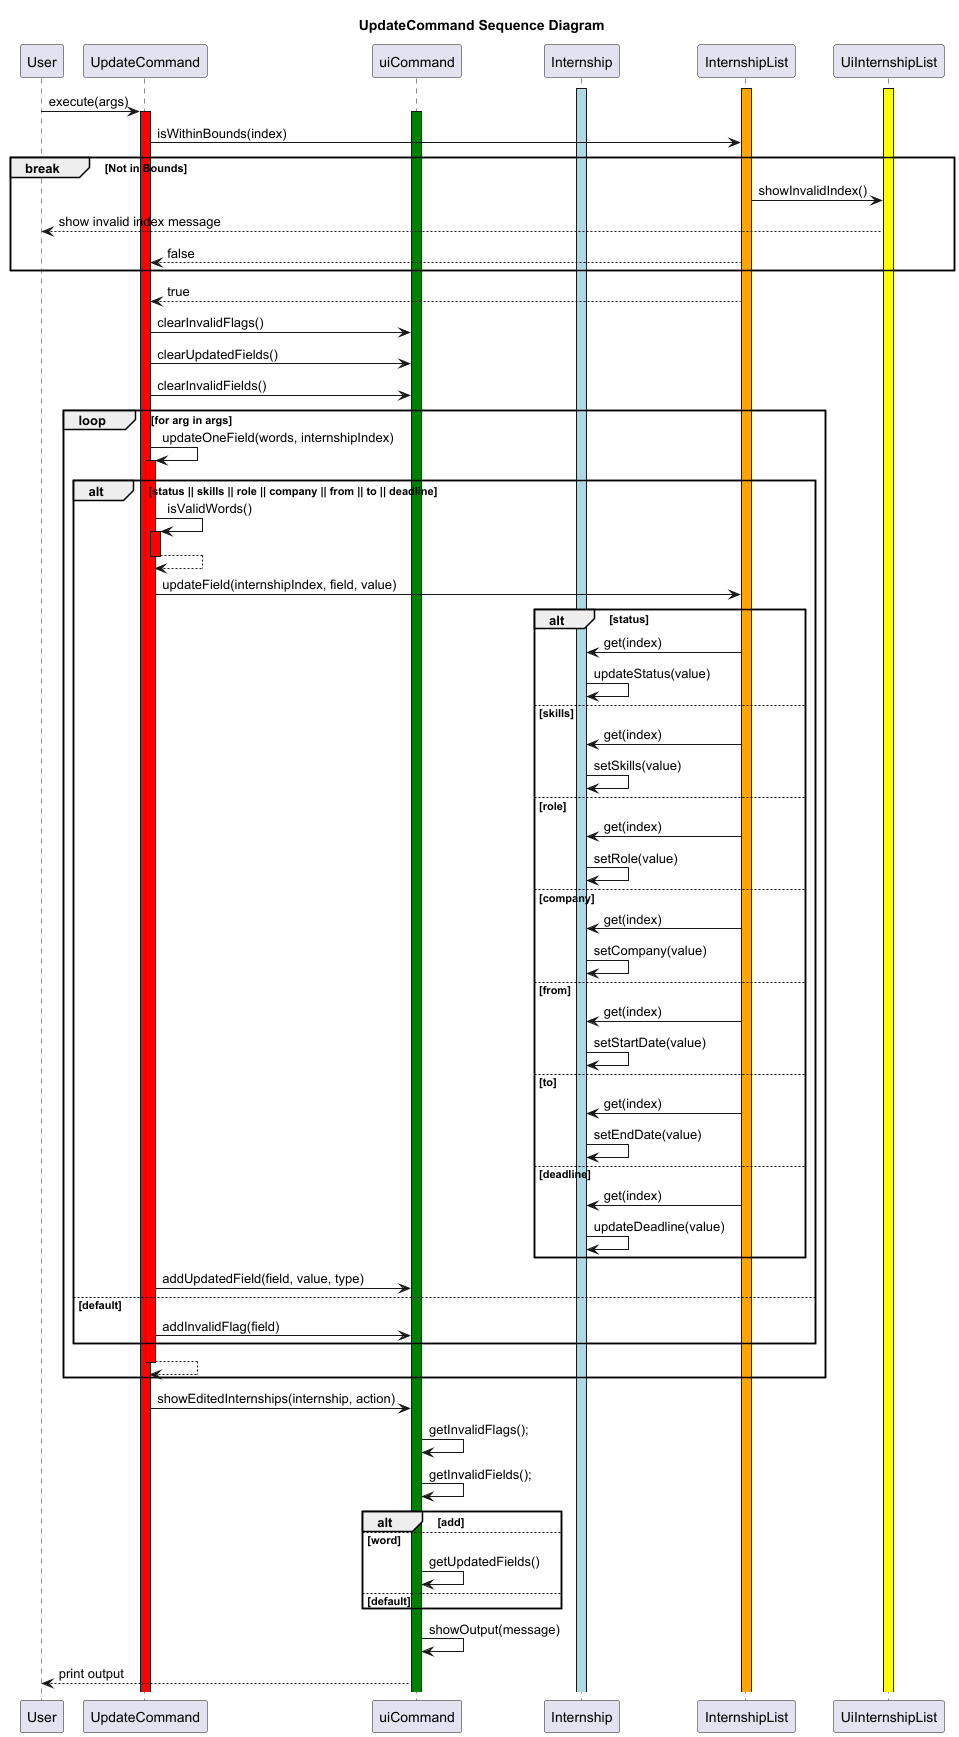 UpdateCommand Sequence Diagram
User
UpdateCommand
uiCommand
Internship
InternshipList
UiInternshipList
execute(args)
isWithinBounds(index)
break
[Not in Bounds]
showInvalidIndex()
show invalid index message
false
true
clearInvalidFlags()
clearUpdatedFields()
clearInvalidFields()
loop
[for arg in args]
updateOneField(words, internshipIndex)
alt
[status || skills || role || company || from || to || deadline]
isValidWords()
updateField(internshipIndex, field, value)
alt
[status]
get(index)
updateStatus(value)
[skills]
get(index)
setSkills(value)
[role]
get(index)
setRole(value)
[company]
get(index)
setCompany(value)
[from]
get(index)
setStartDate(value)
[to]
get(index)
setEndDate(value)
[deadline]
get(index)
updateDeadline(value)
addUpdatedField(field, value, type)
[default]
addInvalidFlag(field)
showEditedInternships(internship, action)
getInvalidFlags();
getInvalidFields();
alt
[add]
[word]
getUpdatedFields()
[default]
showOutput(message)
print output
User
UpdateCommand
uiCommand
Internship
InternshipList
UiInternshipList